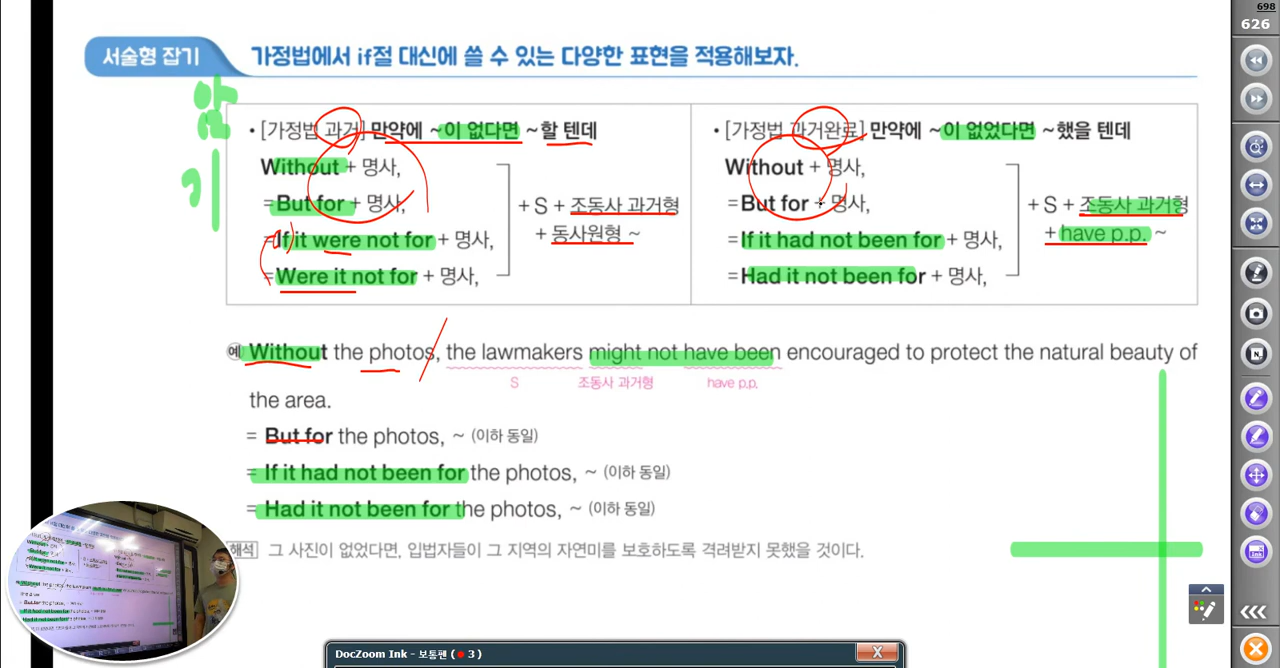 698
626
서술형 잡기 가정법에서 if절 대신에 쓸 수 있는 다양한 표현을 적용해보자.
앞
• [가정법 과거] 만약에 ~이 없다면 ~할 텐데
Without + 명사,
= But for + 명사,
= If it were not for + 명사,
= Were it not for + 명사,
+ S + 조동사 과거형
+ 동사원형 ~
• [가정법 과거완료] 만약에 ~이 없었다면 ~했을 텐데
Without + 명사,
= But for + 명사,
= If it had not been for + 명사,
= Had it not been for + 명사,
+ S + 조동사 과거형
+ have p.p. ~
예 Without the photos, the lawmakers might not have been encouraged to protect the natural beauty of
S 조동사 과거형 have p.p.
the area.
= But for the photos, ~ (이하 동일)
= If it had not been for the photos, ~ (이하 동일)
= Had it not been for the photos, ~ (이하 동일)
해석 그 사진이 없었다면, 입법자들이 그 지역의 자연미를 보호하도록 격려받지 못했을 것이다.
DocZoom Ink - 보통펜 ( 3 )